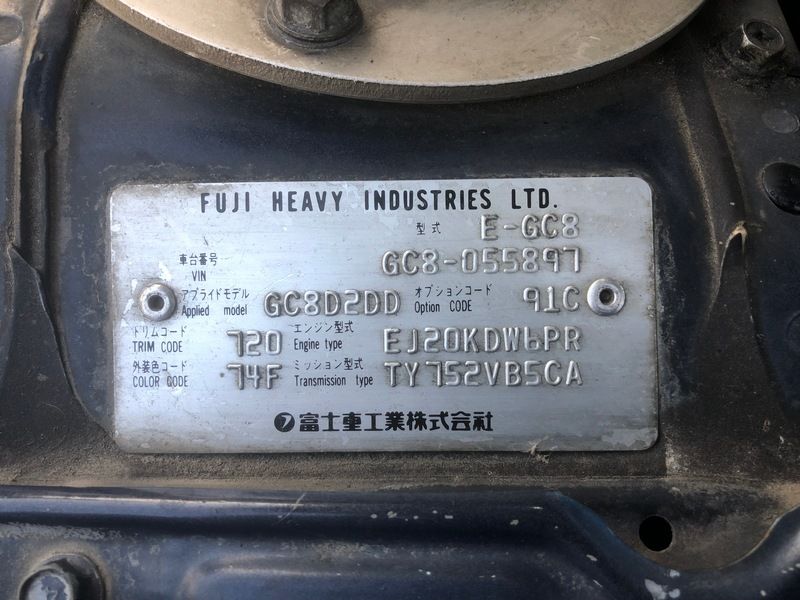 FUJI HEAVY INDUSTRIES LTD.
型式 E-GC8
車台番号
VIN GC8-055897
アプライドモデル オプションコード
Applied model GC8D2DD Option CODE 91C
トリムコード エンジン型式
TRIM CODE 720 Engine type EJ20KDW6PR
外装色コード ミッション型式
COLOR CODE 74F Transmission type TY752VB5CA
富士重工業株式会社